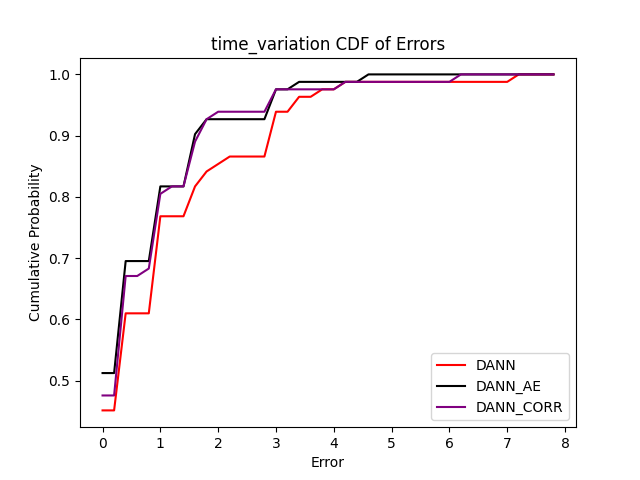 time_variation CDF of Errors
1.0
0.9
0.8
0.7
0.6
0.5
Cumulative Probability
DANN
DANN_AE
DANN_CORR
0 1 2 3 4 5 6 7 8
Error